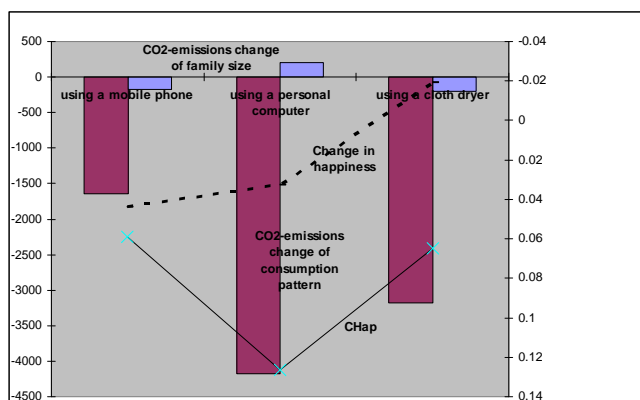 500
0
-500
-1000
-1500
-2000
-2500
-3000
-3500
-4000
-4500
-0.04
-0.02
0
0.02
0.04
0.06
0.08
0.1
0.12
0.14
CO2-emissions change
of family size
using a mobile phone
using a personal
computer
using a cloth dryer
Change in
happiness
CO2-emissions
change of
consumption
pattern
CHap